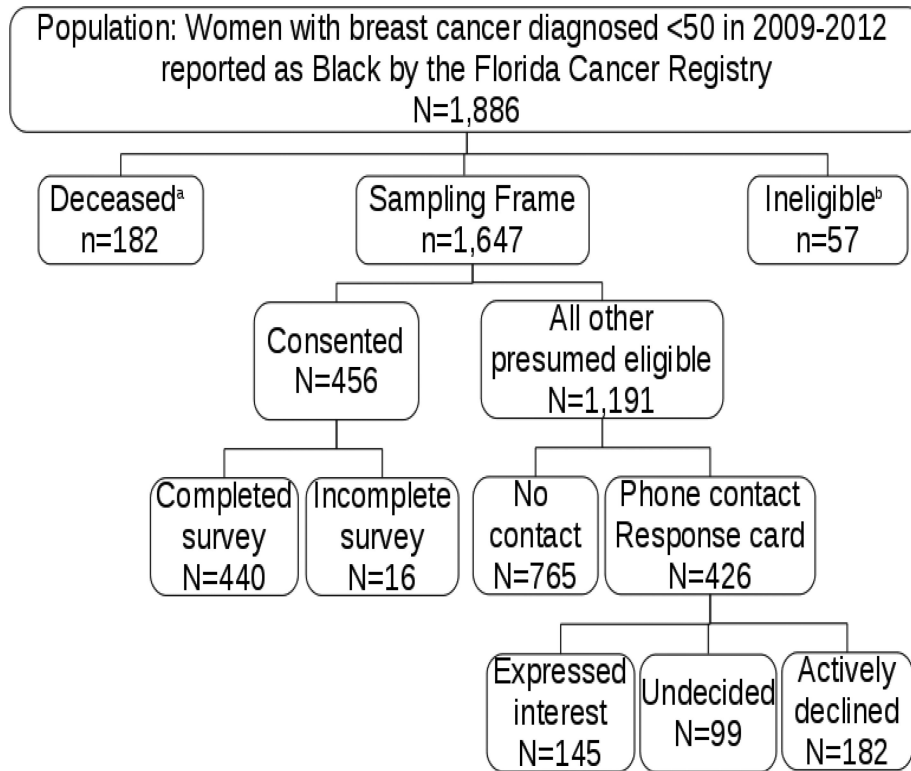 Population: Women with breast cancer diagnosed <50 in 2009-2012
reported as Black by the Florida Cancer Registry
N=1,886
Deceasedᵃ
n=182
Sampling Frame
n=1,647
Ineligibleᵇ
n=57
Consented
N=456
All other
presumed eligible
N=1,191
Completed
survey
N=440
Incomplete
survey
N=16
No
contact
N=765
Phone contact
Response card
N=426
Expressed
interest
N=145
Undecided
N=99
Actively
declined
N=182